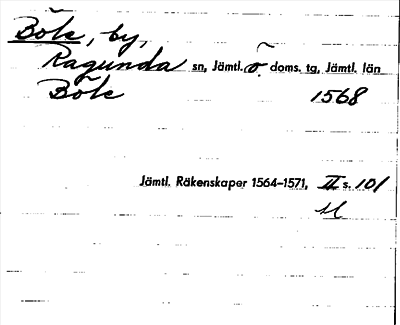 Böle, by,
Ragunda sn, Jämtl. ö. doms. tg, Jämtl. län
Böle 1568
Jämtl. Räkenskaper 1564–1571, II s. 101